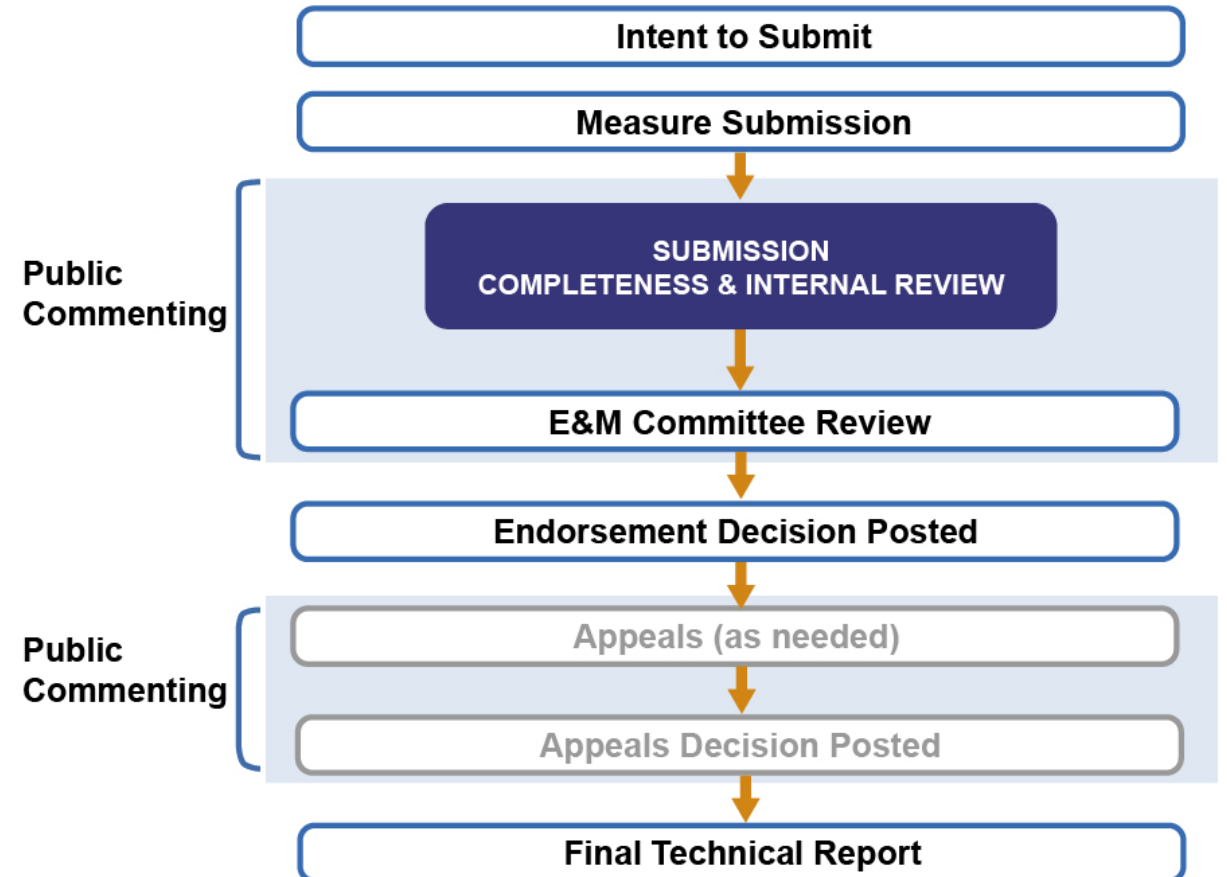 Intent to Submit
Measure Submission
Public
Commenting
SUBMISSION
COMPLETENESS & INTERNAL REVIEW
E&M Committee Review
Endorsement Decision Posted
Public
Commenting
Appeals (as needed)
Appeals Decision Posted
Final Technical Report